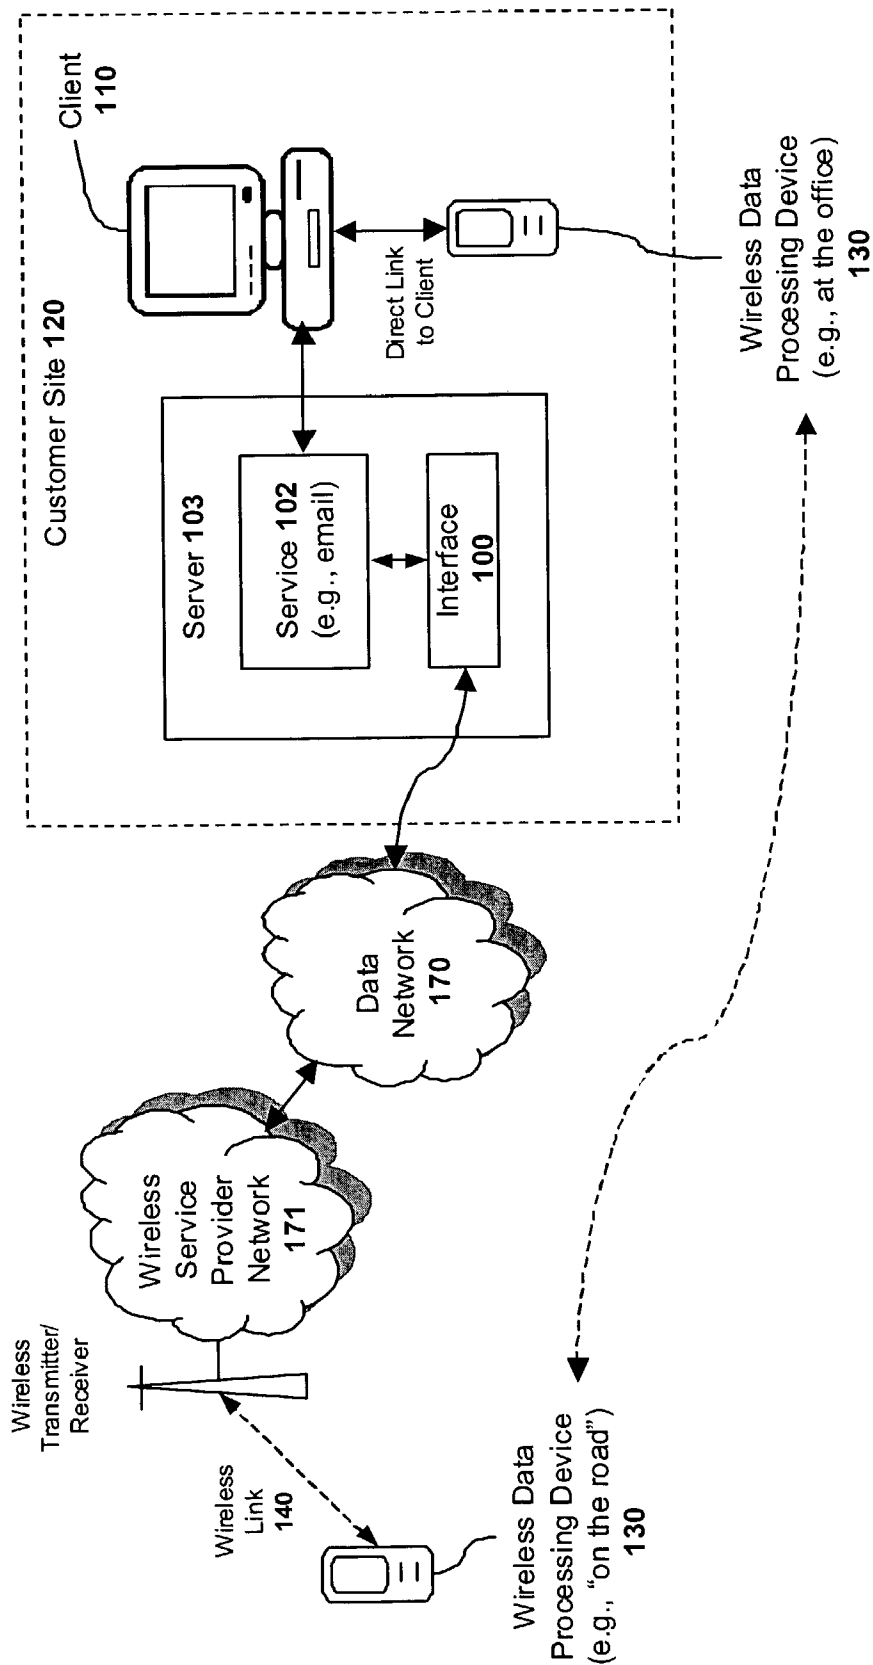 Customer Site 120
Client
110
Server 103
Service 102
(e.g., email)
Interface
100
Direct Link
to Client
Wireless Data
Processing Device
(e.g., at the office)
130
Data
Network
170
Wireless
Service
Provider
Network
171
Wireless
Transmitter/
Receiver
Wireless
Link
140
Wireless Data
Processing Device
(e.g., “on the road”)
130